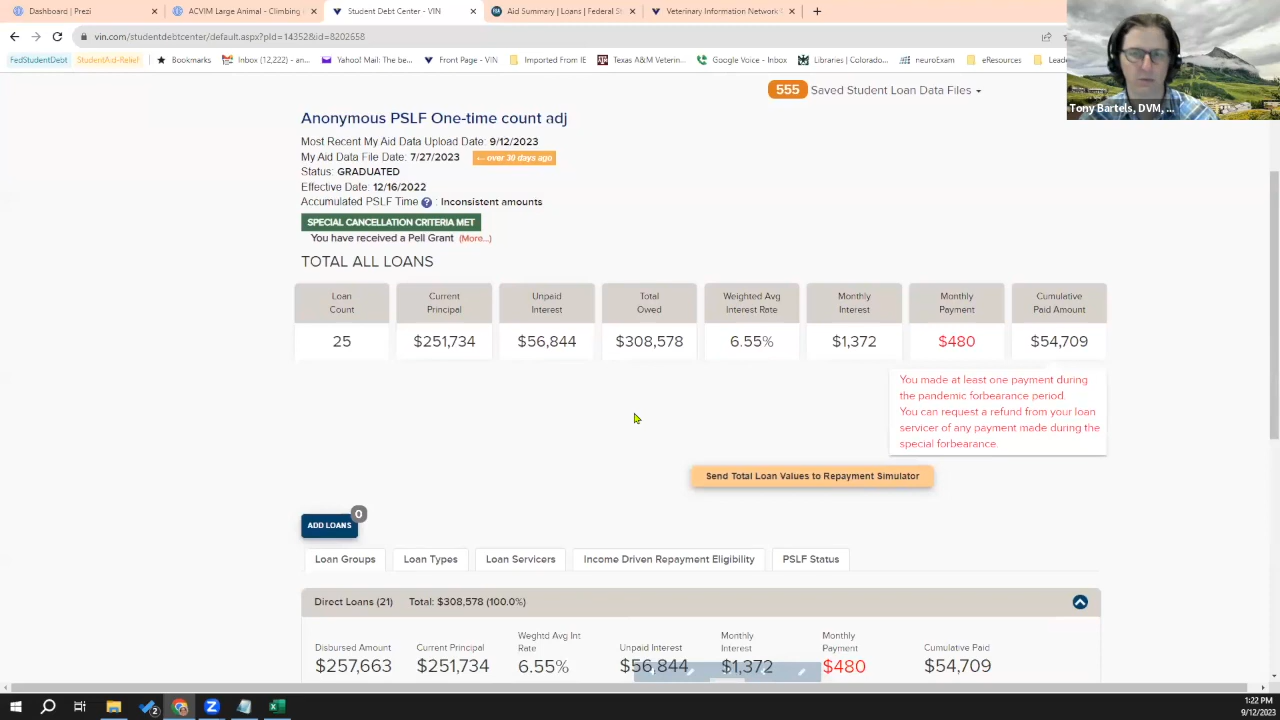 Dashboard | Prezi
ACVIM Large Animal - Climbing
Student Debt Center - VIN
Aid Summary | Loans | Federal St
Veterinary Information Network
vin.com/studentdebtcenter/default.aspx?pId=14352&id=8202658
FedStudentDebt
StudentAid-Relief
Bookmarks
Inbox (12,222) - an...
Yahoo! Mail: The be...
Front Page - VIN
Imported From IE
Texas A&M Veterin...
Google Voice - Inbox
Libraries | Colorado...
neuroExam
eResources
Lead
Tony Bartels, DVM, ...
555 Saved Student Loan Data Files
Anonymous PSLF One-time count adj
Most Recent My Aid Data Upload Date: 9/12/2023
My Aid Data File Date: 7/27/2023 ←- over 30 days ago
Status: GRADUATED
Effective Date: 12/16/2022
Accumulated PSLF Time ? : Inconsistent amounts
SPECIAL CANCELLATION CRITERIA MET
You have received a Pell Grant (More...)
TOTAL ALL LOANS
Loan Count
Current Principal
Unpaid Interest
Total Owed
Weighted Avg Interest Rate
Monthly Interest
Monthly Payment
Cumulative Paid Amount
25 $251,734 $56,844 $308,578 6.55% $1,372 $480 $54,709
You made at least one payment during
the pandemic forbearance period.
You can request a refund from your loan
servicer of any payment made during the
special forbearance.
Send Total Loan Values to Repayment Simulator
ADD LOANS 0
Loan Groups
Loan Types
Loan Servicers
Income Driven Repayment Eligibility
PSLF Status
Direct Loans (21) Total: $308,578 (100.0%)
Disbursed Amount
Current Principal
Weghtd Avg Int Rate
Unpaid Interest
Monthly Interest
Monthly Payment
Cumulative Paid
$257,663 $251,734 6.55% $56,844 $1,372 $480 $54,709
2
1:22 PM
9/12/2023